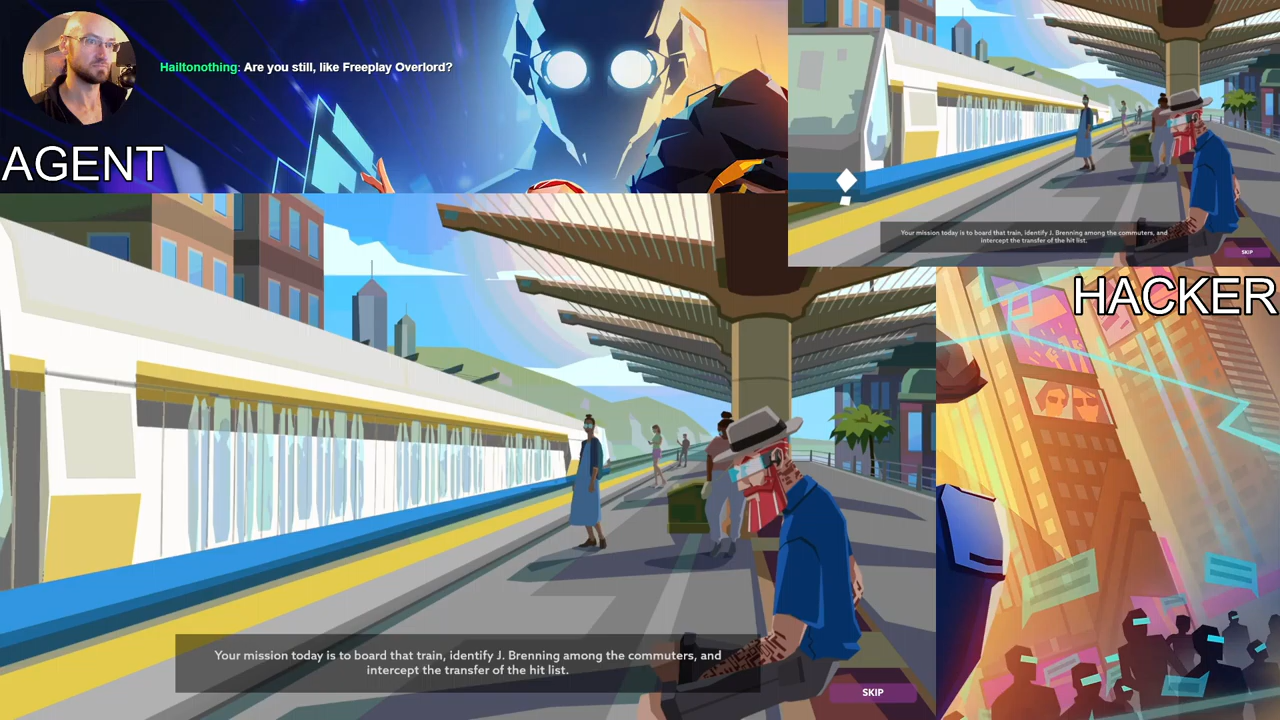 Hailtonothing: Are you still, like Freeplay Overlord?
AGENT
Your mission today is to board that train, identify J. Brenning among the commuters, and
intercept the transfer of the hit list.
SKIP
HACKER
Your mission today is to board that train, identify J. Brenning among the commuters, and
intercept the transfer of the hit list.
SKIP